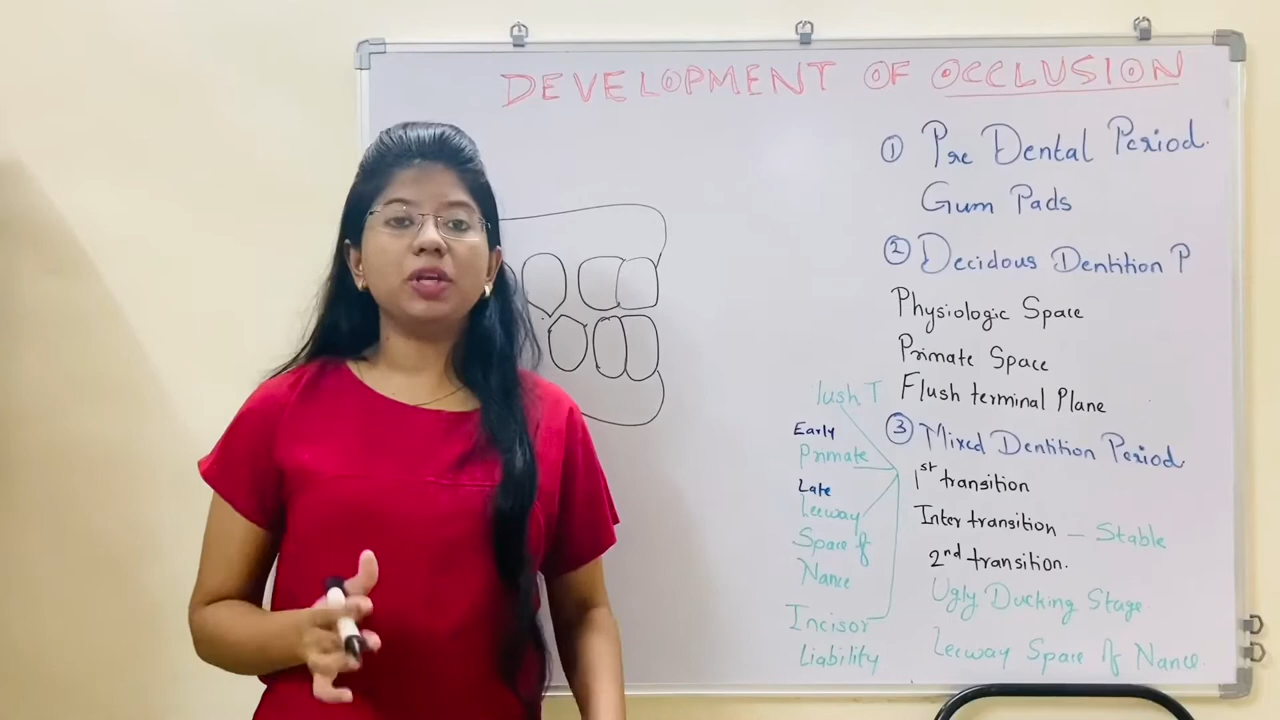 DEVELOPMENT OF OCCLUSION
① Pre Dental Period.
Gum Pads
② Decidous Dentition P
Physiologic Space
Primate Space
Flush terminal Plane
③ Mixed Dentition Period
1st transition
Inter transition - Stable
2nd transition.
Ugly Ducking Stage
Leeway Space of Nance.
lush T
Early
Primate
Late
Leeway
Space of
Nance
Incisor
Liability